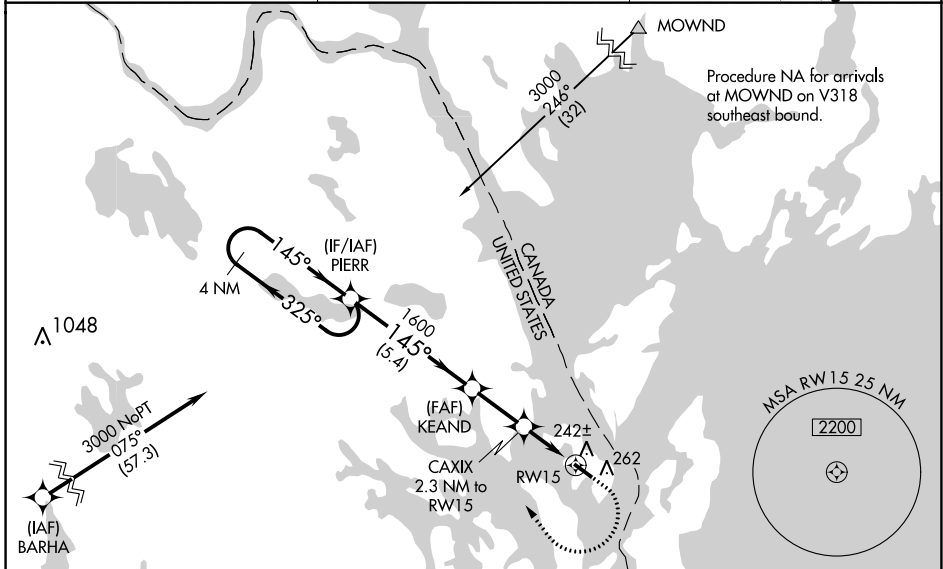 MOWND
3000
246°
(32)
Procedure NA for arrivals
at MOWND on V318
southeast bound.
CANADA
UNITED STATES
(IF/IAF)
PIERR
145°
4 NM
325°
1600
145°
(5.4)
1048
3000 NoPT
075°
(57.3)
(IAF)
BARHA
(FAF)
KEAND
CAXIX
2.3 NM to
RW15
RW15
242±
262
MSA RW15 25 NM
2200